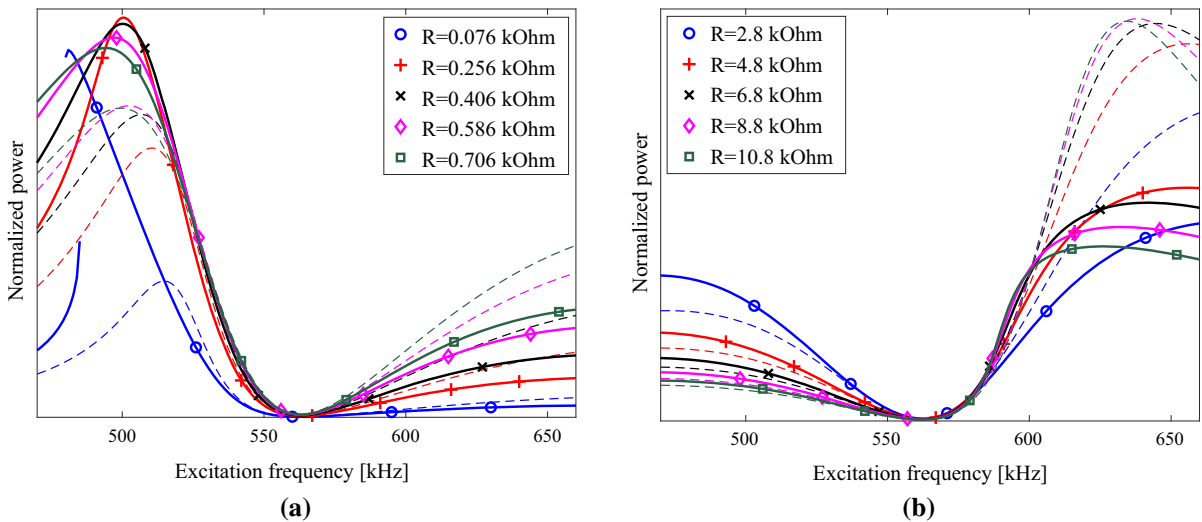 R=0.076 kOhm
R=0.256 kOhm
R=0.406 kOhm
R=0.586 kOhm
R=0.706 kOhm
Normalized power
500 550 600 650
Excitation frequency [kHz]
(a)
R=2.8 kOhm
R=4.8 kOhm
R=6.8 kOhm
R=8.8 kOhm
R=10.8 kOhm
Normalized power
500 550 600 650
Excitation frequency [kHz]
(b)